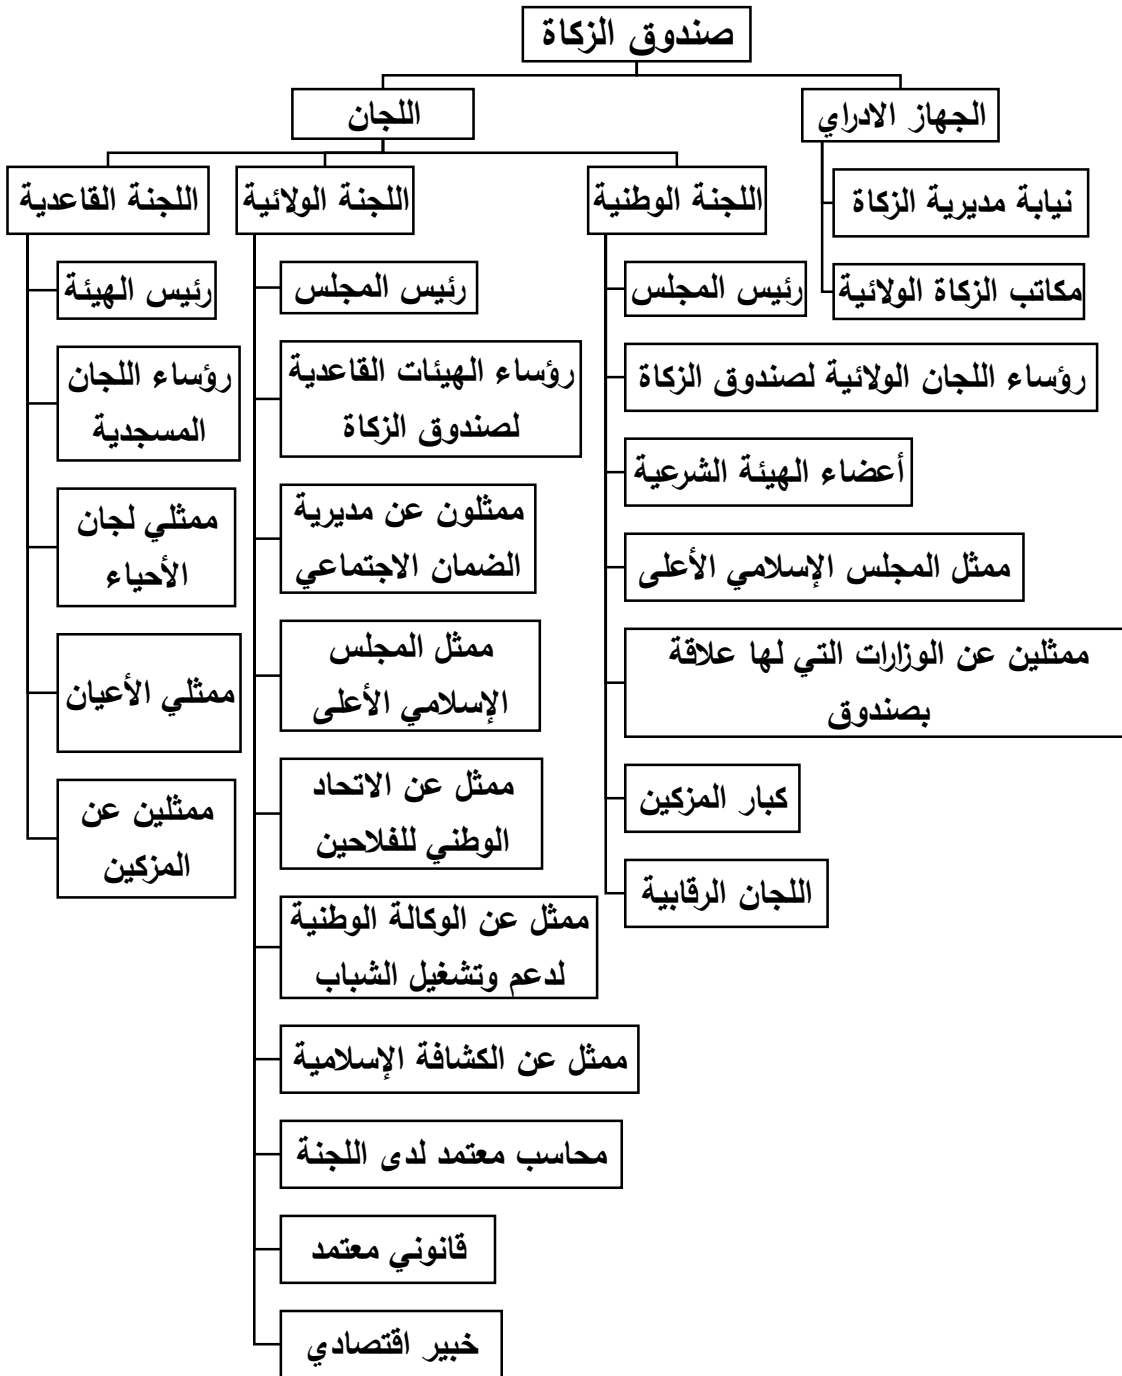 صندوق الزكاة
الجهاز الادراي
اللجان
نيابة مديرية الزكاة
مكاتب الزكاة الولائية
اللجنة الوطنية
رئيس المجلس
رؤساء اللجان الولائية لصندوق الزكاة
أعضاء الهيئة الشرعية
ممثل المجلس الإسلامي الأعلى
ممثلين عن الوزارات التي لها علاقة
بصندوق
كبار المزكين
اللجان الرقابية
اللجنة الولائية
رئيس المجلس
رؤساء الهيئات القاعدية
لصندوق الزكاة
ممثلون عن مديرية
الضمان الاجتماعي
ممثل المجلس
الإسلامي الأعلى
ممثل عن الاتحاد
الوطني للفلاحين
ممثل عن الوكالة الوطنية
لدعم وتشغيل الشباب
ممثل عن الكشافة الإسلامية
محاسب معتمد لدى اللجنة
قانوني معتمد
خبير اقتصادي
اللجنة القاعدية
رئيس الهيئة
رؤساء اللجان
المسجدية
ممثلي لجان
الأحياء
ممثلي الأعيان
ممثلين عن
المزكين